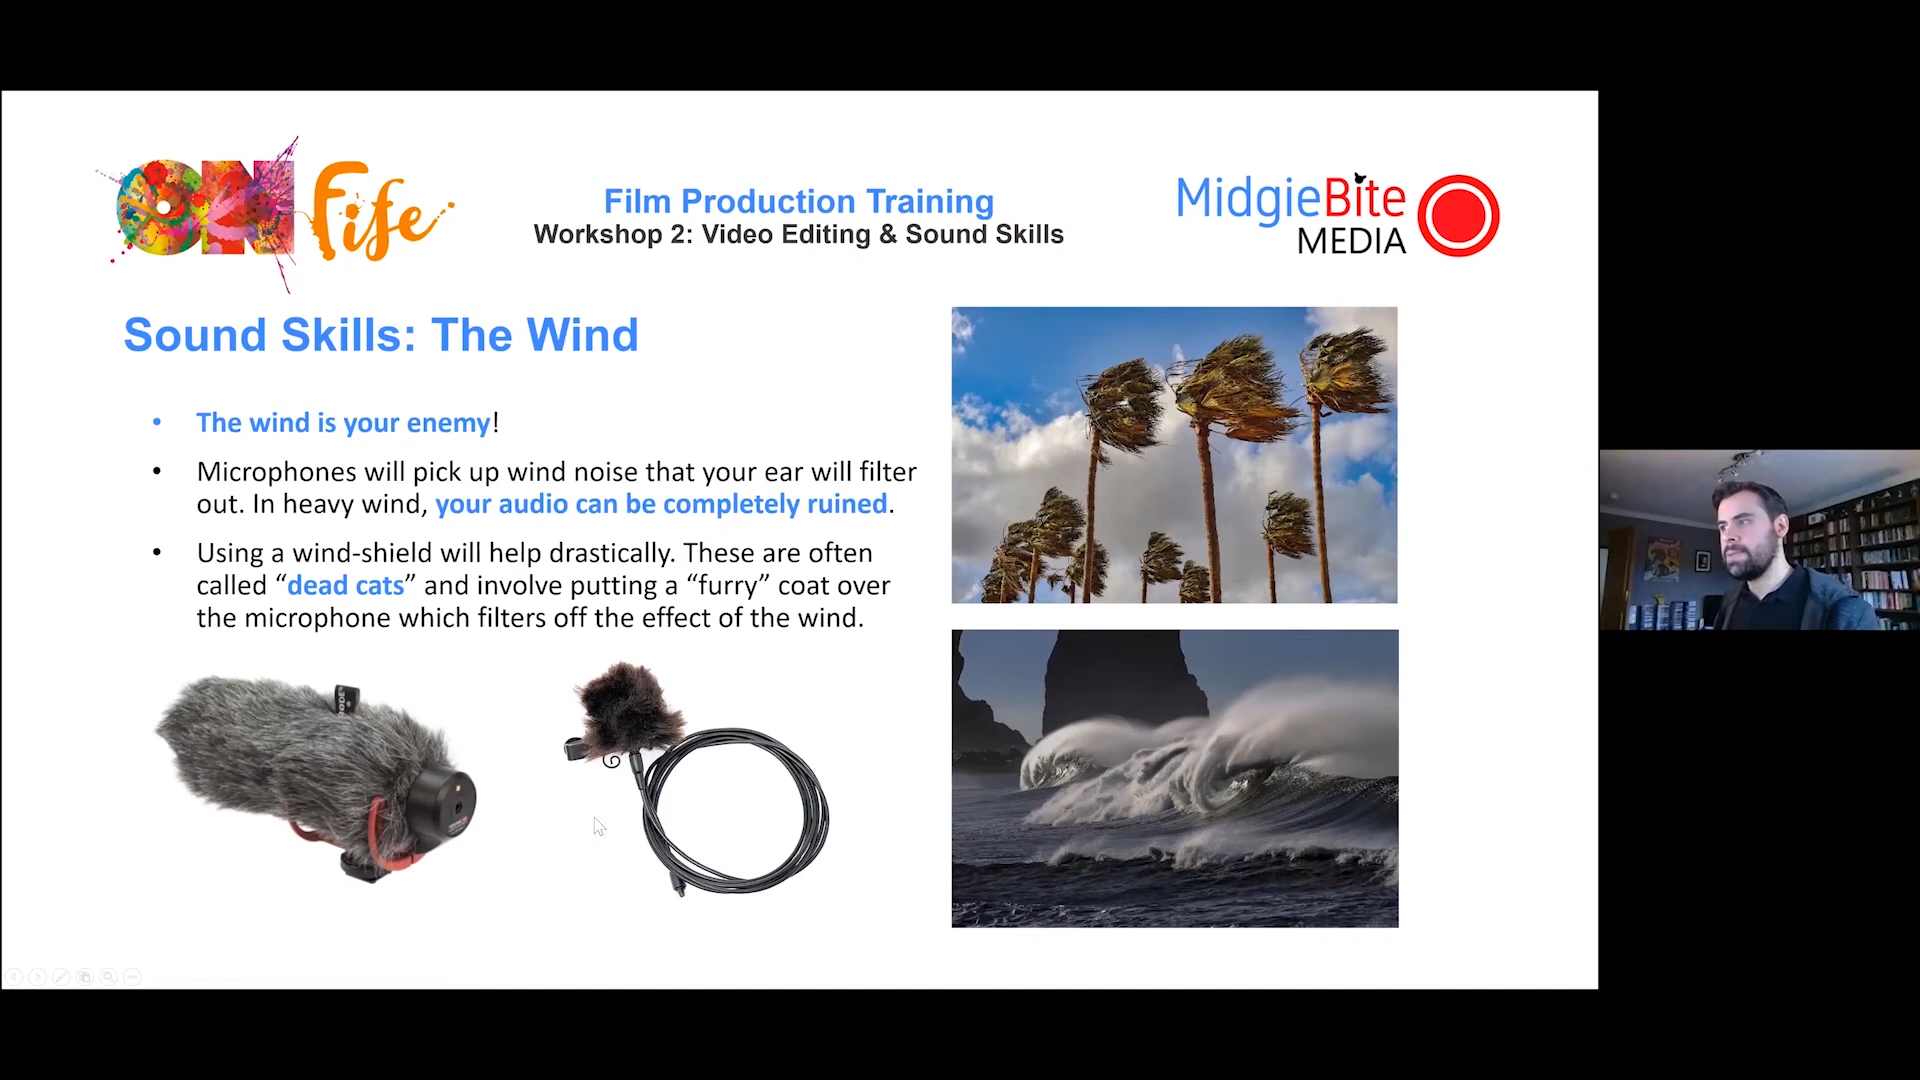 ON Fife
Film Production Training
Workshop 2: Video Editing & Sound Skills
MidgieBite
MEDIA
Sound Skills: The Wind
• The wind is your enemy!
• Microphones will pick up wind noise that your ear will filter
out. In heavy wind, your audio can be completely ruined.
• Using a wind-shield will help drastically. These are often
called “dead cats” and involve putting a “furry” coat over
the microphone which filters off the effect of the wind.
RODE